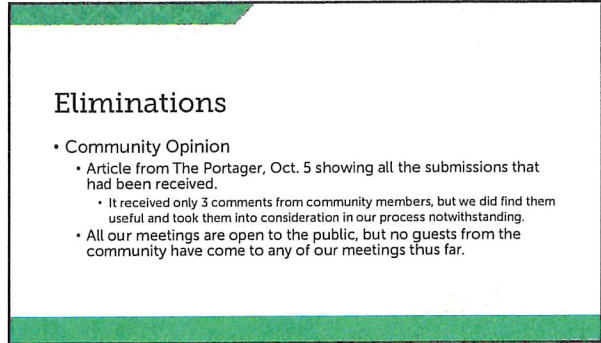 Eliminations
• Community Opinion
• Article from The Portager, Oct. 5 showing all the submissions that
had been received.
• It received only 3 comments from community members, but we did find them
useful and took them into consideration in our process notwithstanding.
• All our meetings are open to the public, but no guests from the
community have come to any of our meetings thus far.